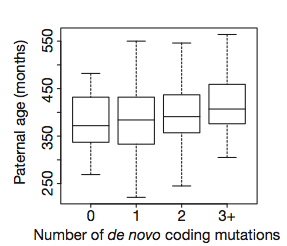 Paternal age (months)
550
450
350
250
0 1 2 3+
Number of de novo coding mutations